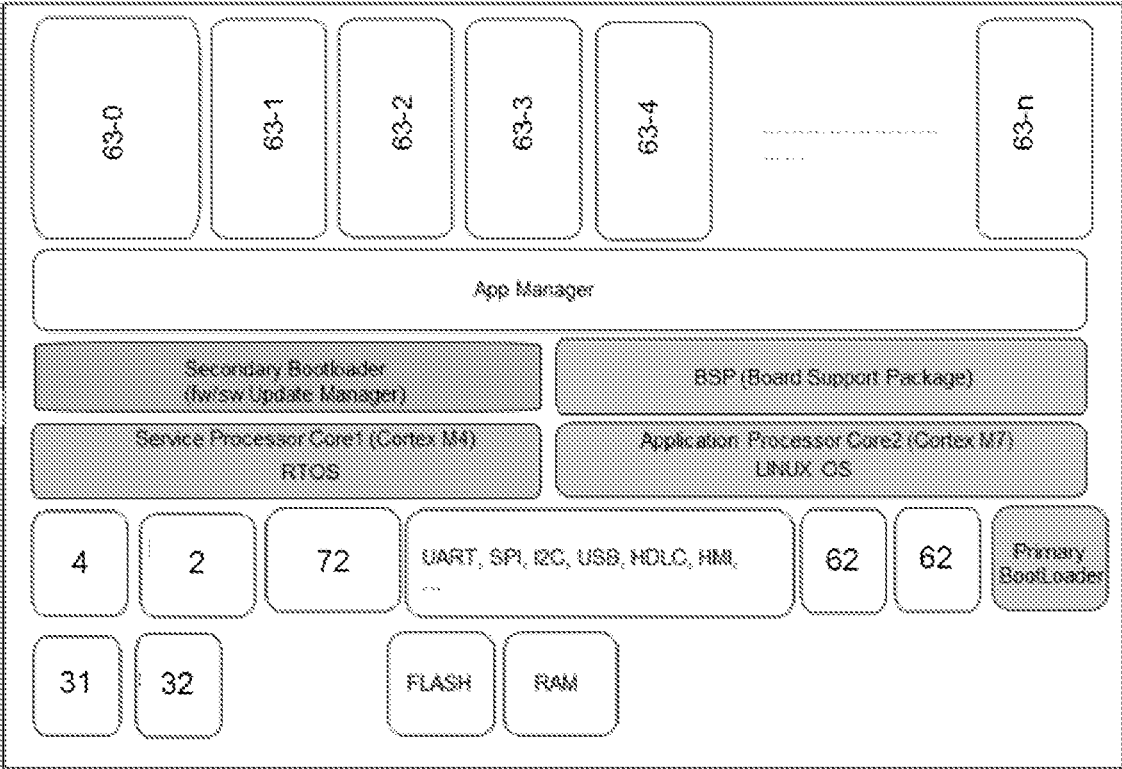 63-0
63-1
63-2
63-3
63-4
63-n
App Manager
Secondary Bootloader
(fw/sw Update Manager)
BSP (Board Support Package)
Service Processor Core1 (Cortex M4)
RTOS
Application Processor Core2 (Cortex M7)
LINUX OS
4
2
72
UART, SPI, I2C, USB, HDLC, HMI,
...
62
62
Primary
BootLoader
31
32
FLASH
RAM